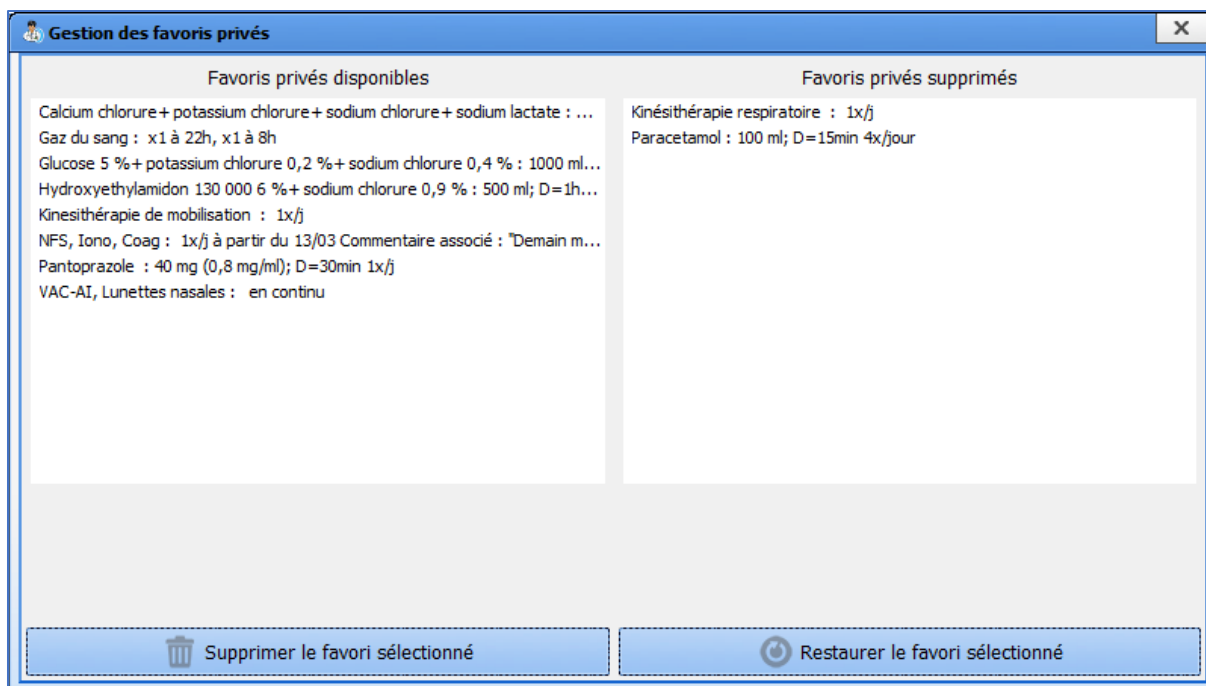 Gestion des favoris privés
Favoris privés disponibles
Calcium chlorure+ potassium chlorure+ sodium chlorure+ sodium lactate : ...
Gaz du sang : x1 à 22h, x1 à 8h
Glucose 5 %+ potassium chlorure 0,2 %+ sodium chlorure 0,4 % : 1000 ml...
Hydroxyethylamidon 130 000 6 %+ sodium chlorure 0,9 % : 500 ml; D=1h...
Kinesithérapie de mobilisation : 1x/j
NFS, Iono, Coag : 1x/j à partir du 13/03 Commentaire associé : "Demain m...
Pantoprazole : 40 mg (0,8 mg/ml); D=30min 1x/j
VAC-AI, Lunettes nasales : en continu
Favoris privés supprimés
Kinésithérapie respiratoire : 1x/j
Paracetamol : 100 ml; D=15min 4x/jour
Supprimer le favori sélectionné
Restaurer le favori sélectionné